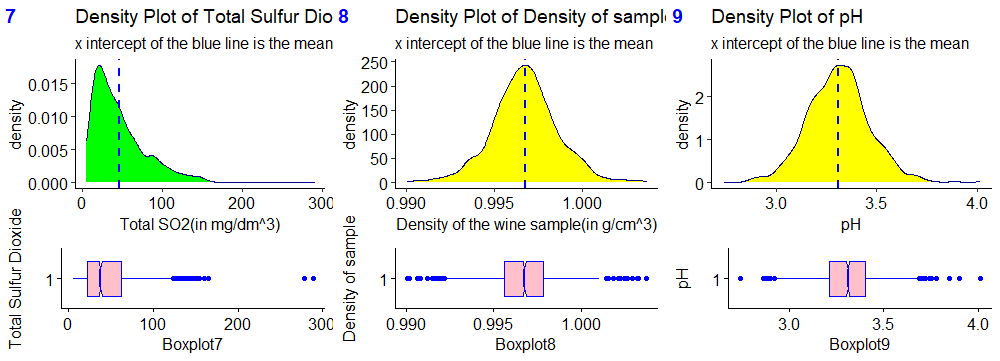 7
Density Plot of Total Sulfur Dio
x intercept of the blue line is the mean
density
0.015
0.010
0.005
0.000
0
100
200
300
Total SO2(in mg/dm^3)
Total Sulfur Dioxide
1
0
100
200
300
Boxplot7
8
Density Plot of Density of sampl
x intercept of the blue line is the mean
density
250
200
150
100
50
0
0.990
0.995
1.000
Density of the wine sample(in g/cm^3)
Density of sample
1
0.990
0.995
1.000
Boxplot8
9
Density Plot of pH
x intercept of the blue line is the mean
density
2
1
0
3.0
3.5
4.0
pH
pH
1
3.0
3.5
4.0
Boxplot9